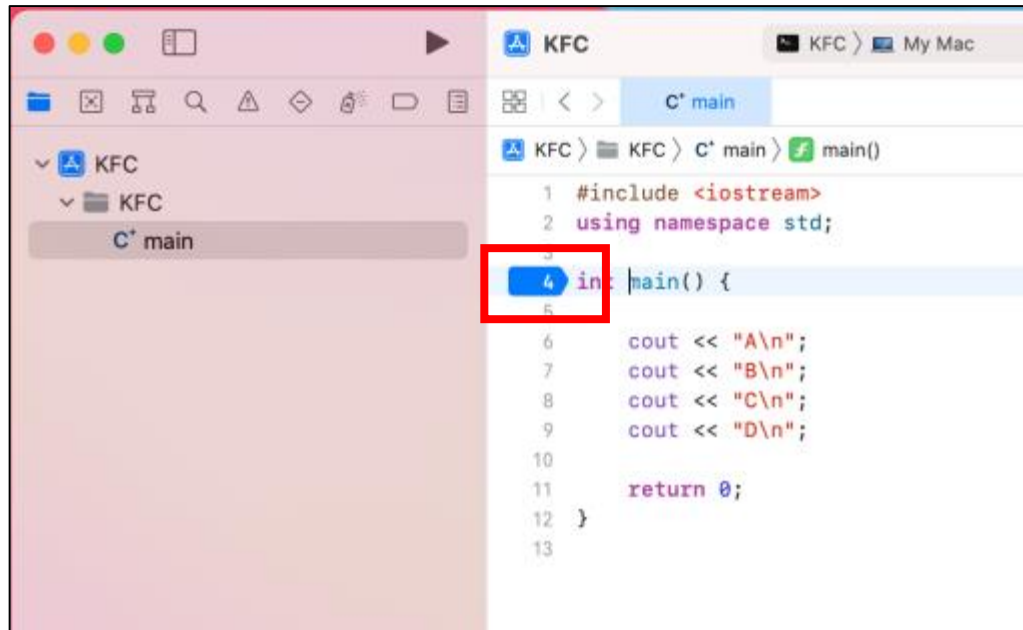 KFC
KFC 〉 My Mac
C⁺ main
KFC 〉 KFC 〉 C⁺ main 〉 f main()
KFC
KFC
C⁺ main
1 #include <iostream>
2 using namespace std;
3
4 int main() {
5
6 cout << "A\n";
7 cout << "B\n";
8 cout << "C\n";
9 cout << "D\n";
10
11 return 0;
12 }
13